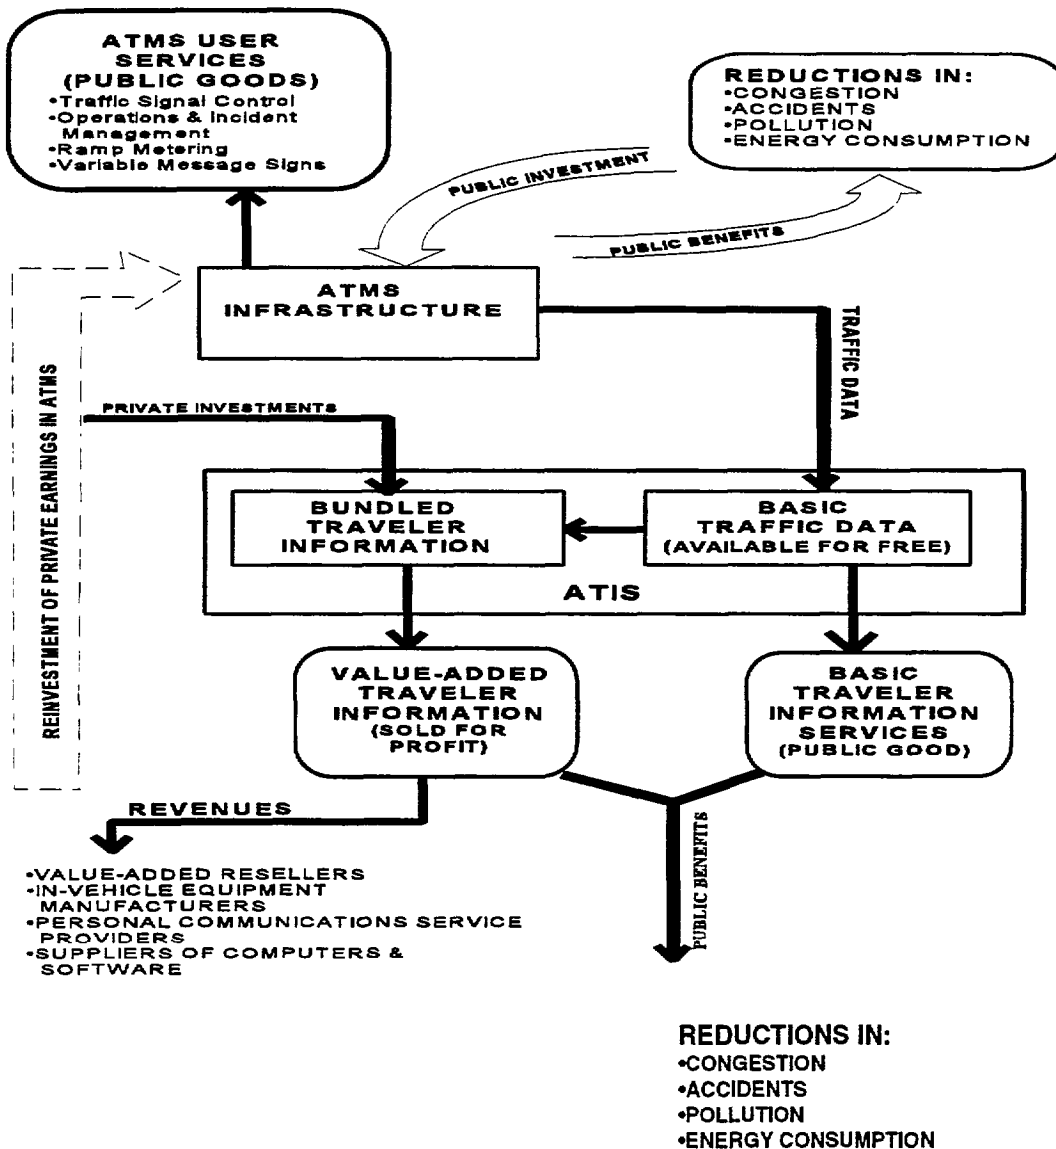 ATMS USER
SERVICES
(PUBLIC GOODS)
•Traffic Signal Control
•Operations & Incident
Management
•Ramp Metering
•Variable Message Signs
REDUCTIONS IN:
•CONGESTION
•ACCIDENTS
•POLLUTION
•ENERGY CONSUMPTION
PUBLIC INVESTMENT
PUBLIC BENEFITS
ATMS
INFRASTRUCTURE
TRAFFIC DATA
REINVESTMENT OF PRIVATE EARNINGS IN ATMS
PRIVATE INVESTMENTS
BUNDLED
TRAVELER
INFORMATION
BASIC
TRAFFIC DATA
(AVAILABLE FOR FREE)
ATIS
VALUE-ADDED
TRAVELER
INFORMATION
(SOLD FOR
PROFIT)
BASIC
TRAVELER
INFORMATION
SERVICES
(PUBLIC GOOD)
REVENUES
•VALUE-ADDED RESELLERS
•IN-VEHICLE EQUIPMENT
MANUFACTURERS
•PERSONAL COMMUNICATIONS SERVICE
PROVIDERS
•SUPPLIERS OF COMPUTERS &
SOFTWARE
PUBLIC BENEFITS
REDUCTIONS IN:
•CONGESTION
•ACCIDENTS
•POLLUTION
•ENERGY CONSUMPTION